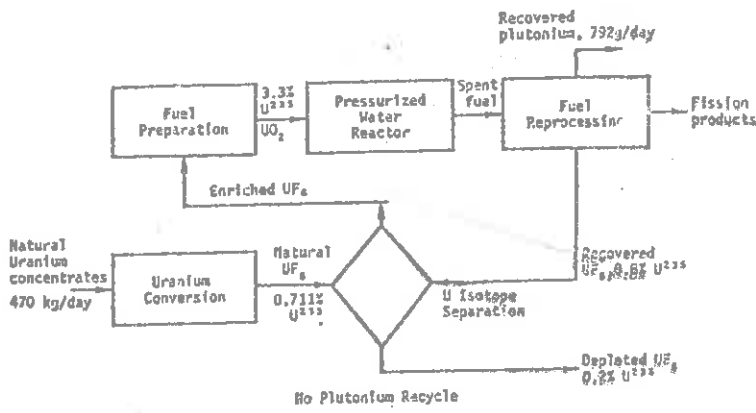 Recovered
plutonium, 792g/day
3.3%
U²³⁵
UO₂
Fuel
Preparation
Pressurized
Water
Reactor
Spent
fuel
Fuel
Reprocessing
Fission
products
Enriched UF₆
Natural
Uranium
concentrates
470 kg/day
Uranium
Conversion
Natural
UF₆
0.711%
U²³⁵
U Isotope
Separation
Recovered
UF₆, U²³⁵
Depleted UF₆
0.2% U²³⁵
No Plutonium Recycle